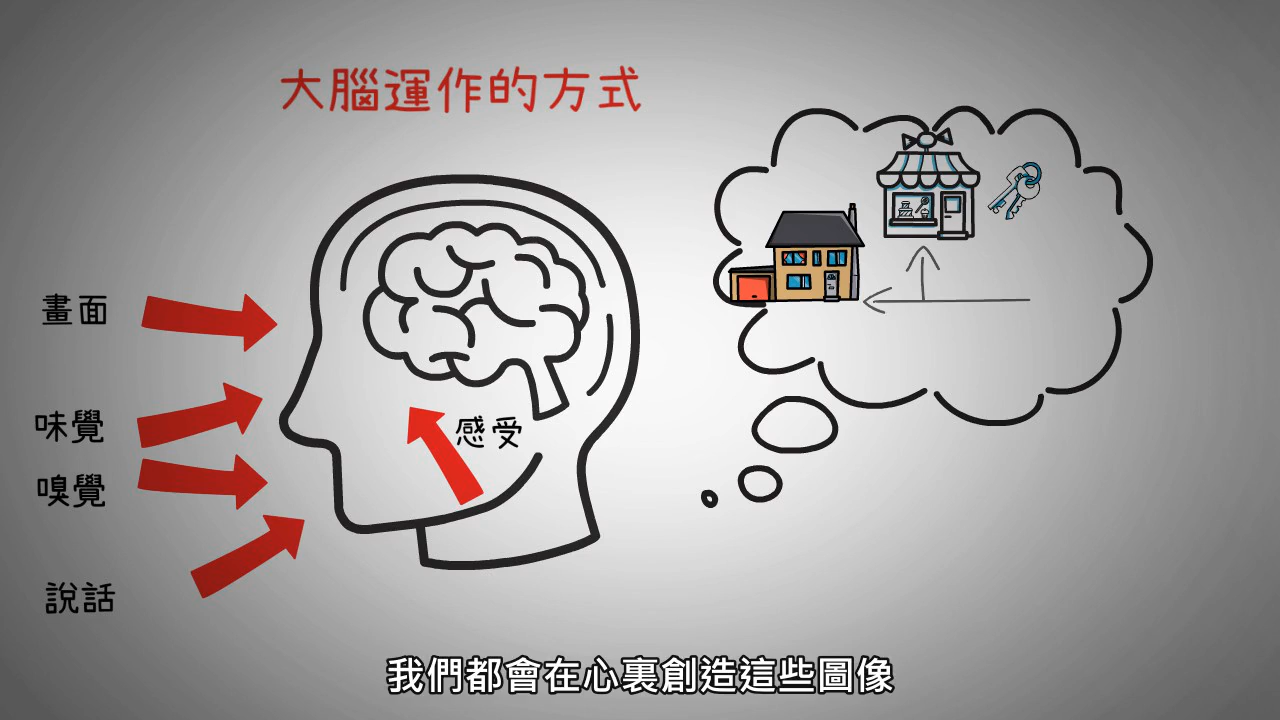 大腦運作的方式
畫面
味覺
感受
嗅覺
說話
我們都會在心裏創造這些圖像